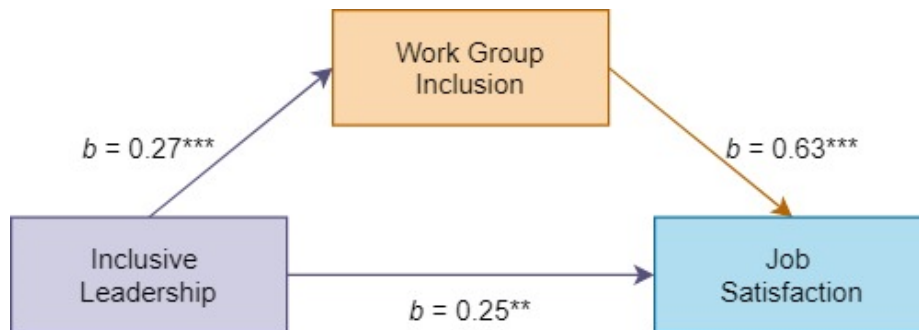 Work Group
Inclusion
b = 0.27***
b = 0.63***
Inclusive
Leadership
Job
Satisfaction
b = 0.25**